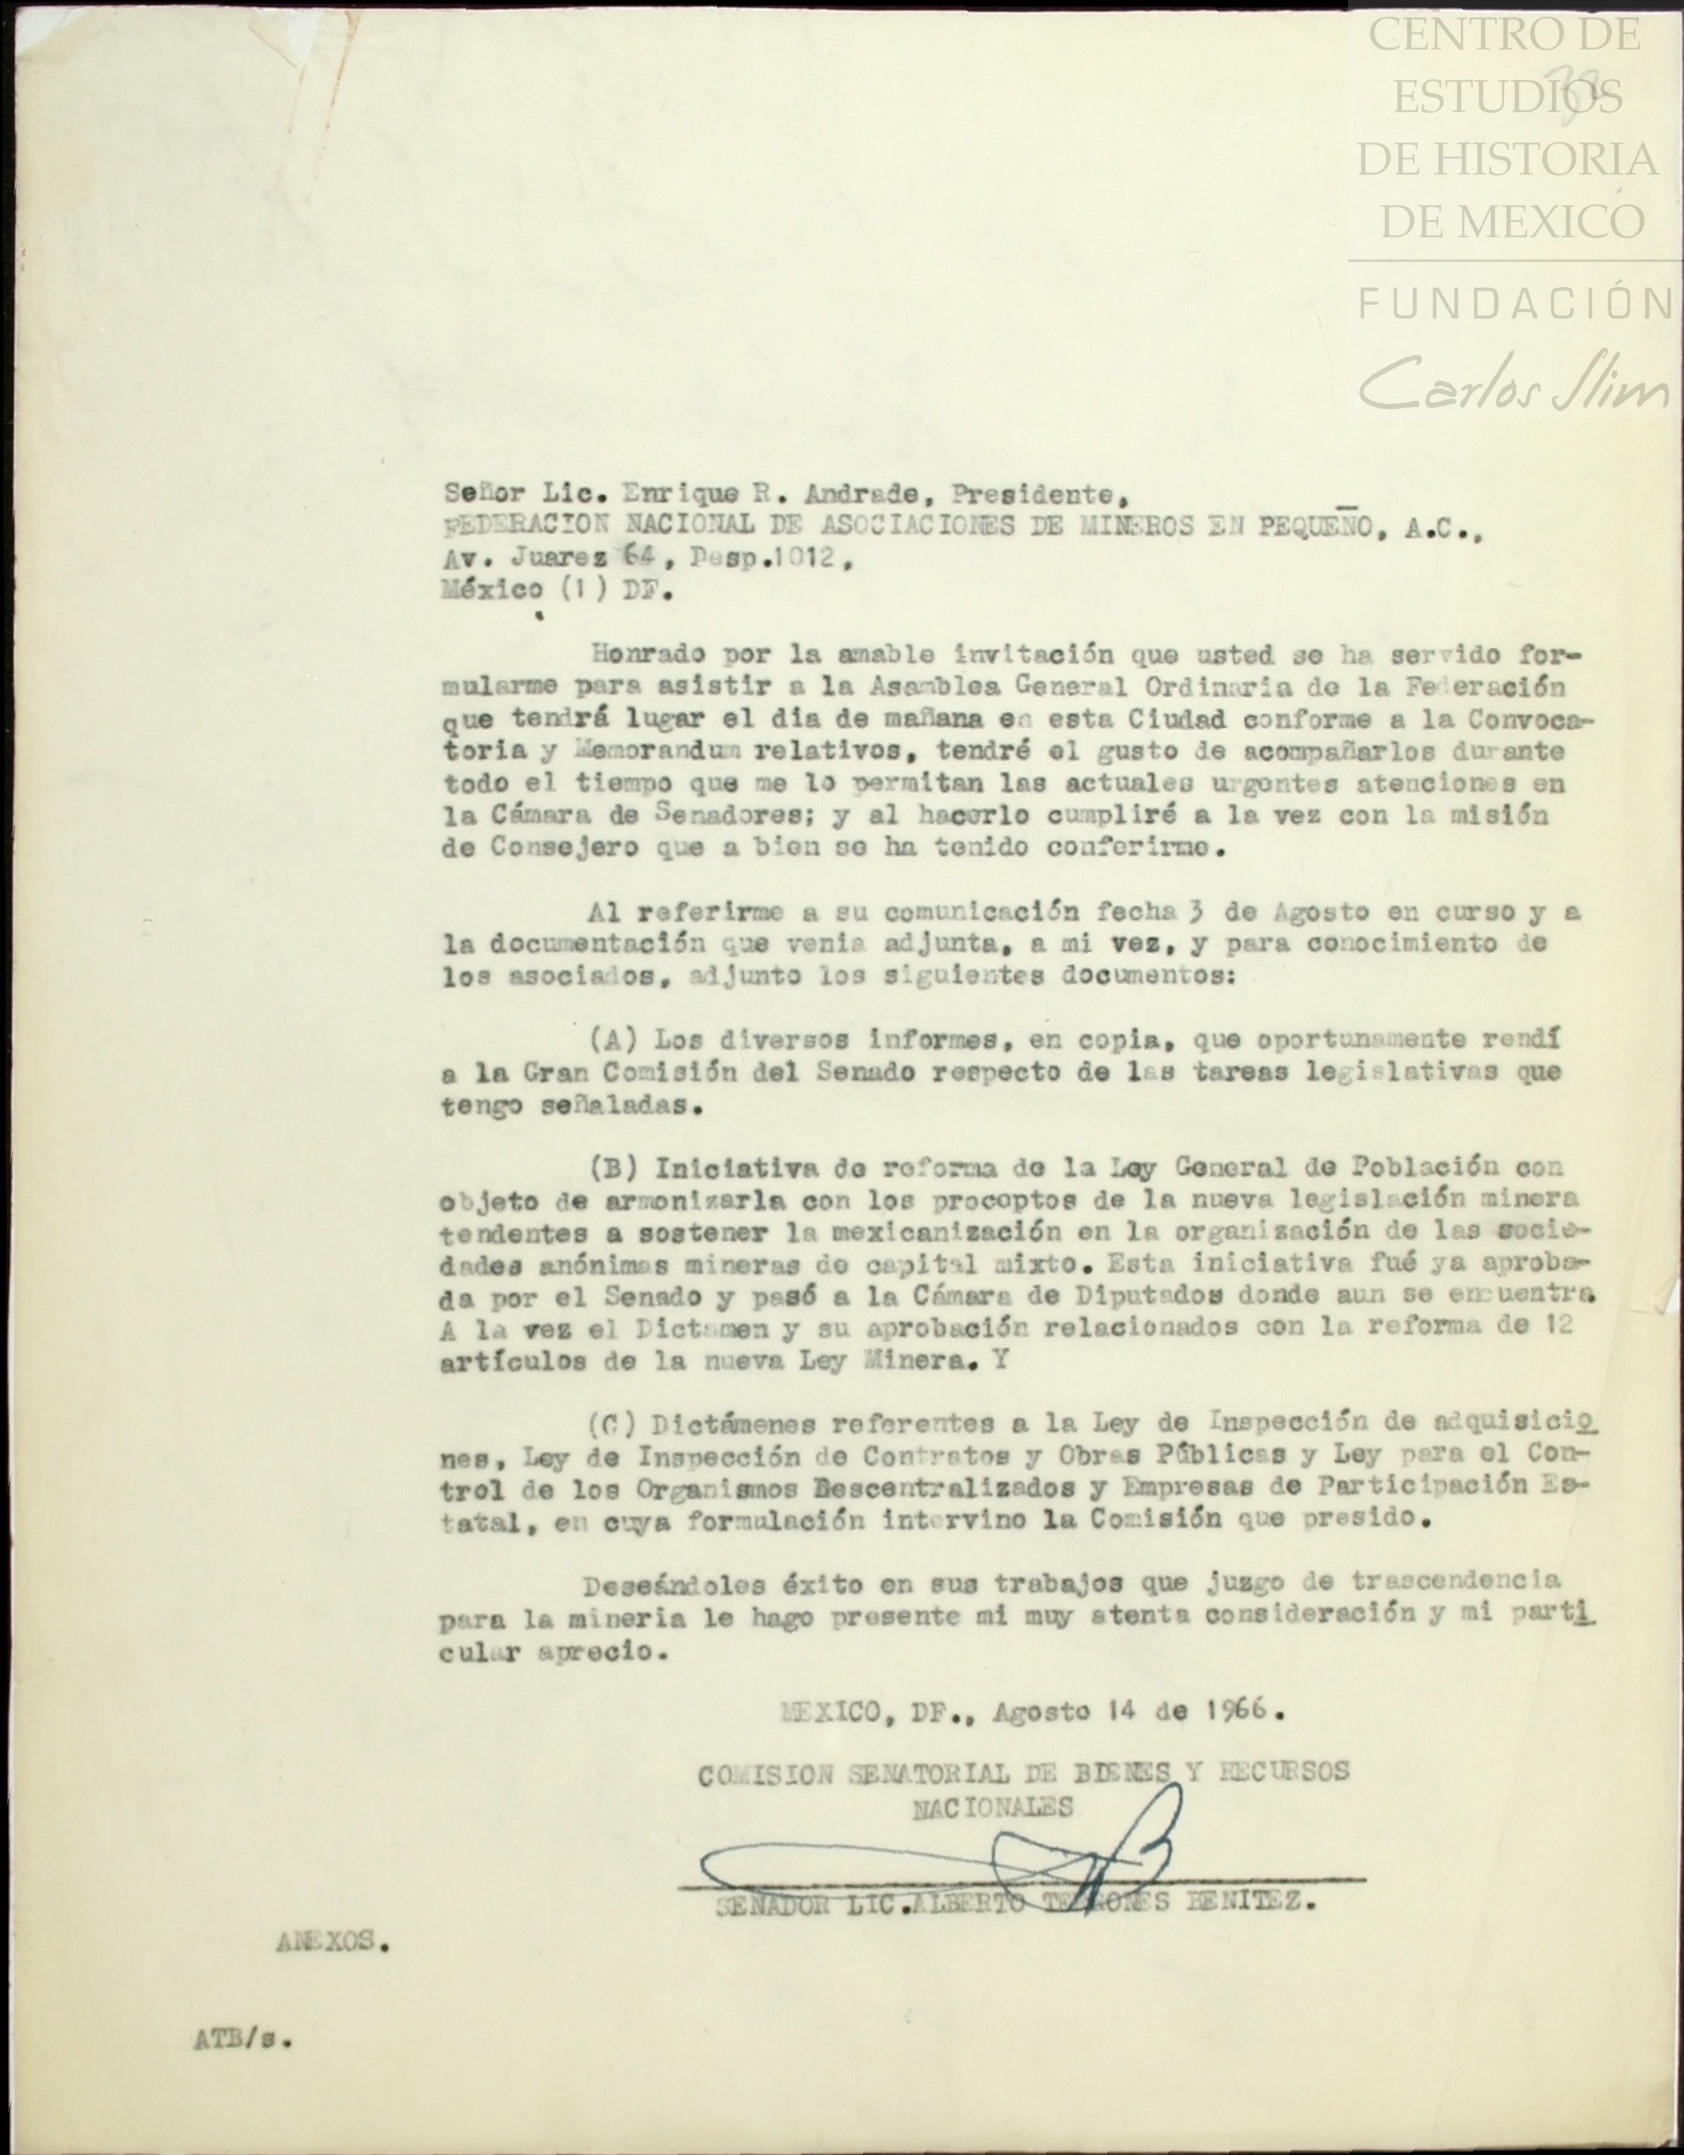 CENTRO DE
ESTUDIOS
DE HISTORIA
DE MEXICO
FUNDACIÓN
Carlos Slim
Señor Lic. Enrique R. Andrade, Presidente,
FEDERACION NACIONAL DE ASOCIACIONES DE MINEROS EN PEQUEÑO, A.C.,
Av. Juarez 64, Desp.1012,
México (1) DF.
Honrado por la amable invitación que usted se ha servido for-
mularme para asistir a la Asamblea General Ordinaria de la Federación
que tendrá lugar el dia de mañana en esta Ciudad conforme a la Convoca-
toria y Memorandum relativos, tendré el gusto de acompañarlos durante
todo el tiempo que me lo permitan las actuales urgentes atenciones en
la Cámara de Senadores; y al hacerlo cumpliré a la vez con la misión
de Consejero que a bien se ha tenido conferirme.
Al referirme a su comunicación fecha 3 de Agosto en curso y a
la documentación que venia adjunta, a mi vez, y para conocimiento de
los asociados, adjunto los siguientes documentos:
(A) Los diversos informes, en copia, que oportunamente rendí
a la Gran Comisión del Senado respecto de las tareas legislativas que
tengo señaladas.
(B) Iniciativa de reforma de la Ley General de Población con
objeto de armonizarla con los preceptos de la nueva legislación minera
tendentes a sostener la mexicanización en la organización de las socie-
dades anónimas mineras de capital mixto. Esta iniciativa fué ya aproba-
da por el Senado y pasó a la Cámara de Diputados donde aun se encuentra.
A la vez el Dictamen y su aprobación relacionados con la reforma de 12
artículos de la nueva Ley Minera. Y
(C) Dictámenes referentes a la Ley de Inspección de adquisicio
nes, Ley de Inspección de Contratos y Obras Públicas y Ley para el Con-
trol de los Organismos Descentralizados y Empresas de Participación Es-
tatal, en cuya formulación intervino la Comisión que presido.
Deseándoles éxito en sus trabajos que juzgo de trascendencia
para la mineria le hago presente mi muy atenta consideración y mi parti
cular aprecio.
MEXICO, DF., Agosto 14 de 1966.
COMISION SENATORIAL DE BIENES Y RECURSOS
NACIONALES
SENADOR LIC.ALBERTO TERRONES BENITEZ.
ANEXOS.
ATB/s.